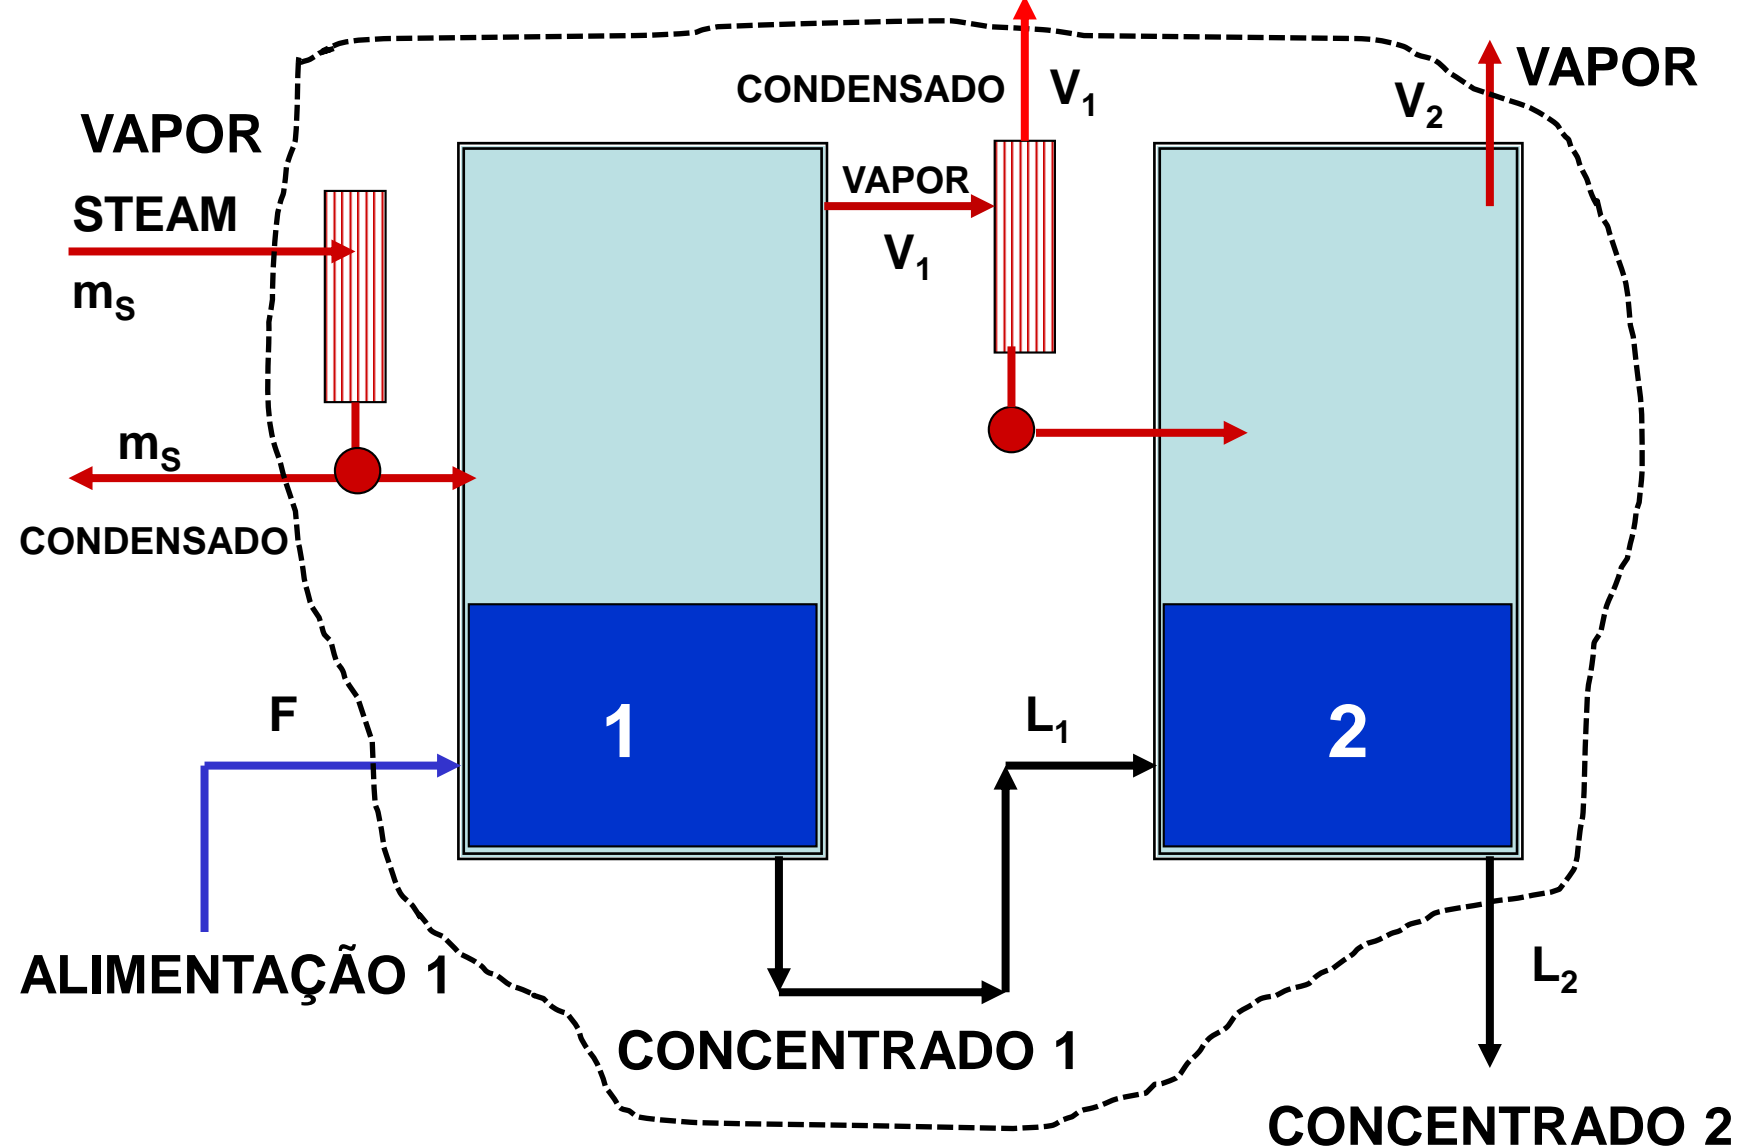 CONDENSADO
V₁
V₂
VAPOR
VAPOR
STEAM
mS
VAPOR
V₁
mS
CONDENSADO
F
1
L₁
2
ALIMENTAÇÃO 1
L₂
CONCENTRADO 1
CONCENTRADO 2